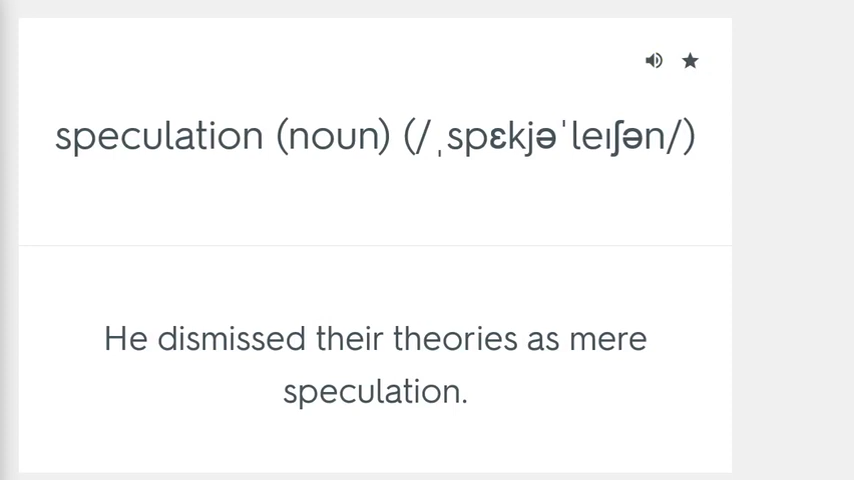 speculation (noun) (/ˌspɛkjəˈleɪʃən/)
He dismissed their theories as mere
speculation.